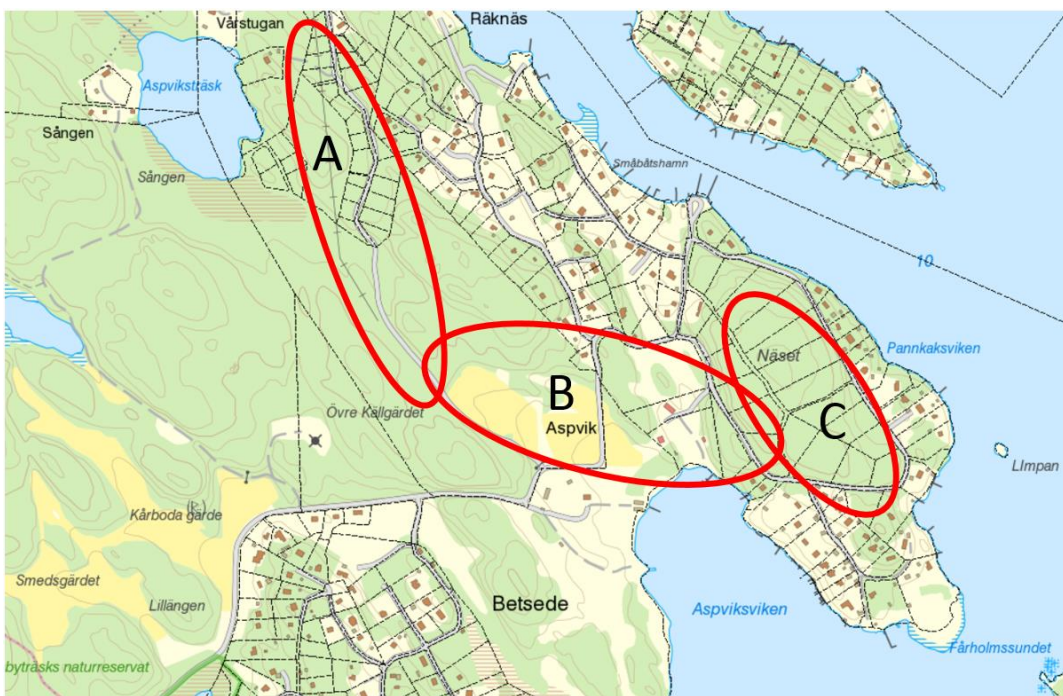 Vårstugan
Räknäs
Aspviksträsk
Sången
A
Småbåtshamn
Sången
10
Näset
Pannkaksviken
Övre Källgärdet
B
Aspvik
C
LImpan
Kårboda gärde
Smedsgärdet
Lillängen
Betsede
Aspviksviken
Fårholmssundet
byträsks naturreservat